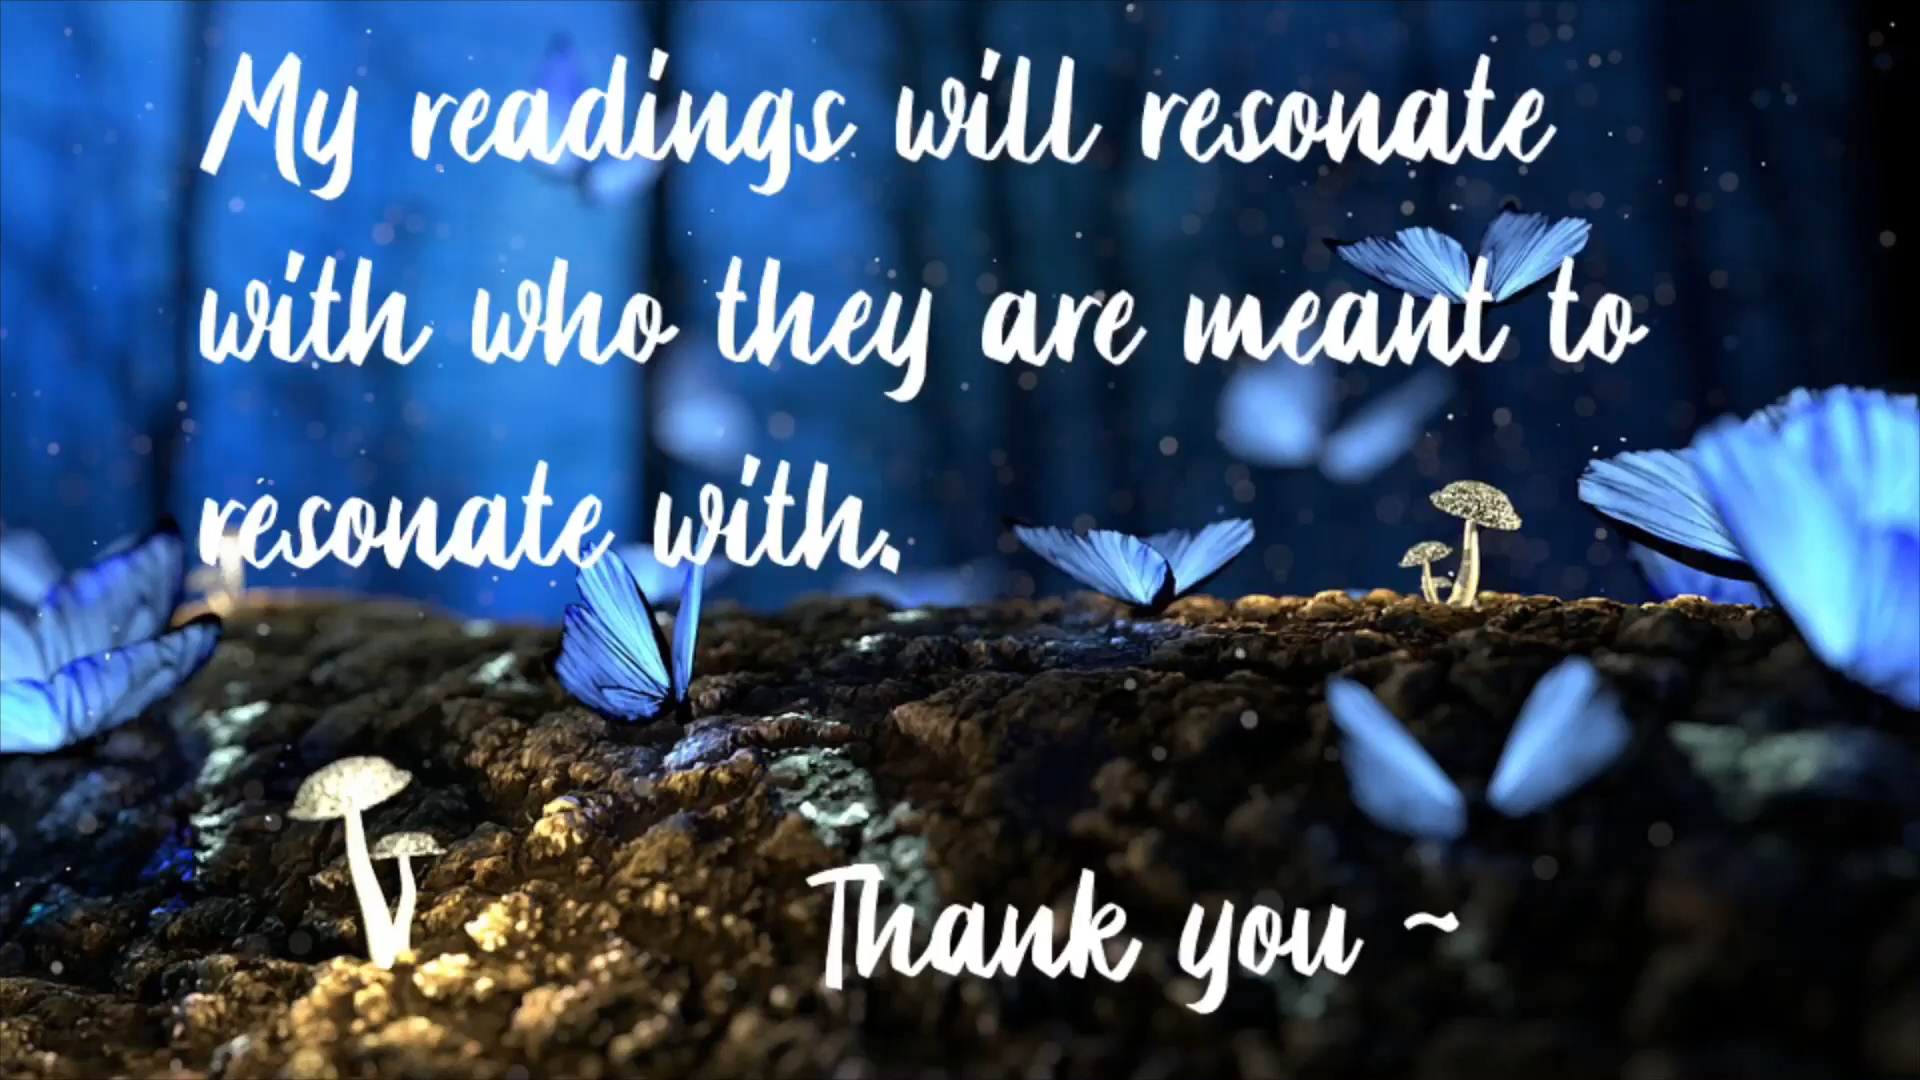 My readings will resonate
with who they are meant to
resonate with.
Thank you ~